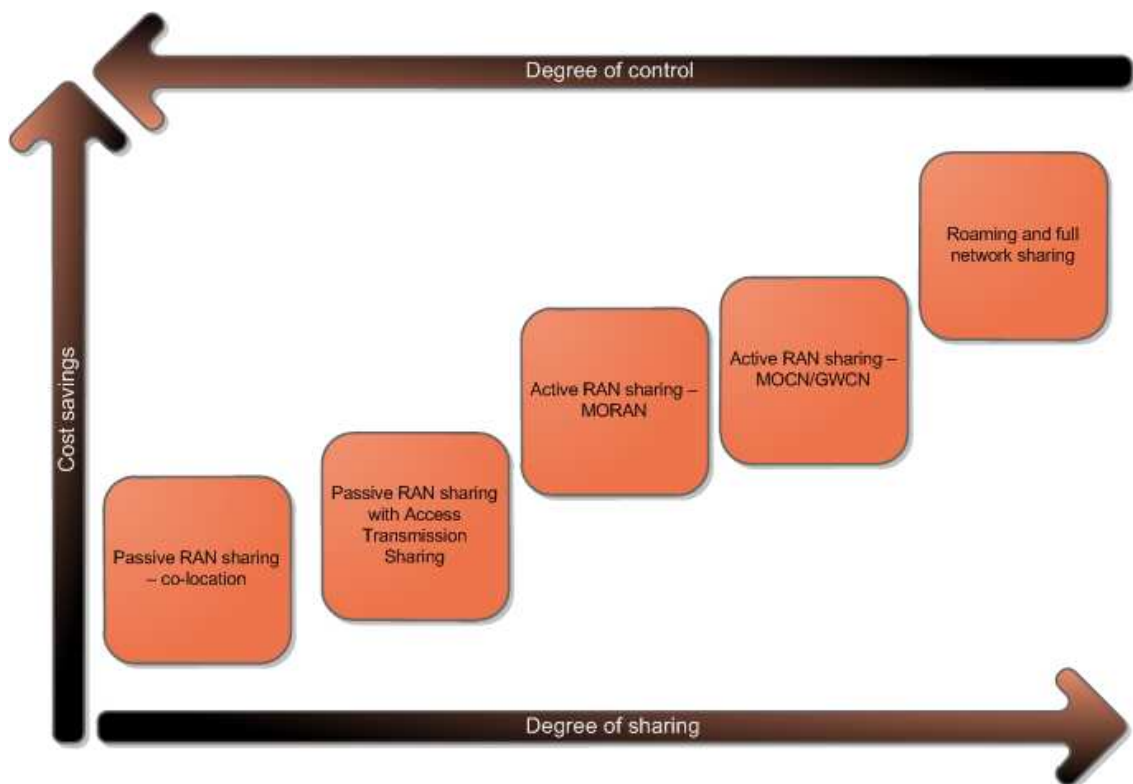 Degree of control
Roaming and full
network sharing
Active RAN sharing –
MOCN/GWCN
Active RAN sharing –
MORAN
Passive RAN sharing
with Access
Transmission
Sharing
Passive RAN sharing
– co-location
Cost savings
Degree of sharing